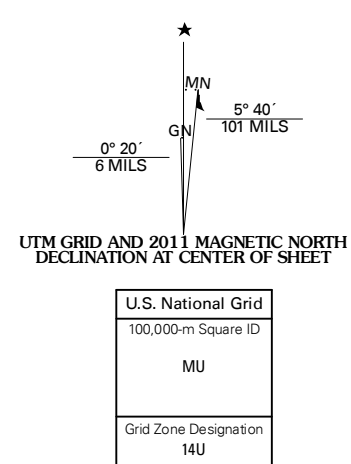 MN
GN
5° 40´
101 MILS
0° 20´
6 MILS
UTM GRID AND 2011 MAGNETIC NORTH
DECLINATION AT CENTER OF SHEET
U.S. National Grid
100,000-m Square ID
MU
Grid Zone Designation
14U